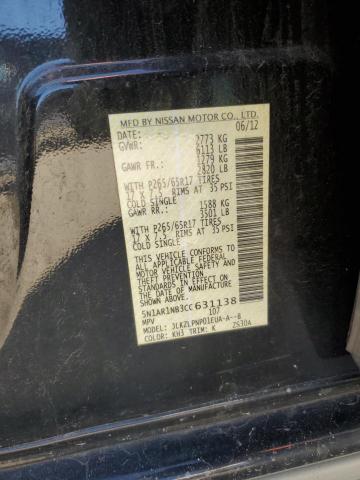 MFD BY NISSAN MOTOR CO., LTD.
DATE: 06/12
GVWR: 2773 KG
6113 LB
GAWR FR: 1279 KG
2820 LB
WITH P265/65R17 TIRES
17 X 7.5 RIMS AT 35 PSI
COLD SINGLE
GAWR RR: 1588 KG
3501 LB
WITH P265/65R17 TIRES
17 X 7.5 RIMS AT 35 PSI
COLD SINGLE
THIS VEHICLE CONFORMS TO
ALL APPLICABLE U.S.
FEDERAL MOTOR VEHICLE
SAFETY, BUMPER, AND
THEFT PREVENTION
STANDARDS IN EFFECT ON
THE DATE OF MANUFACTURE
SHOWN ABOVE.
5N1AR1NB3CC631138
MPV 107
JLKZLPNP01EUA-A--B
COLOR: KH3 TRIM: K ZS30A